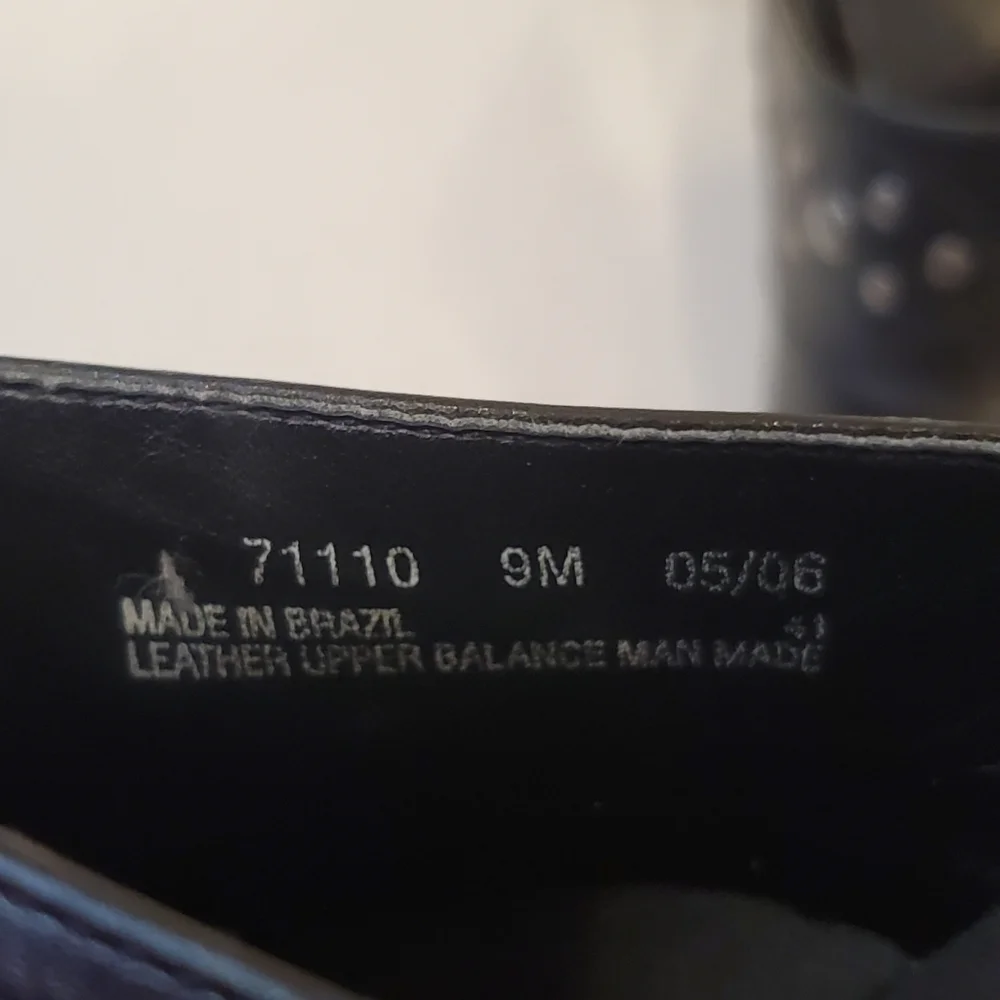 71110 9M 05/06
MADE IN BRAZIL 41
LEATHER UPPER BALANCE MAN MADE